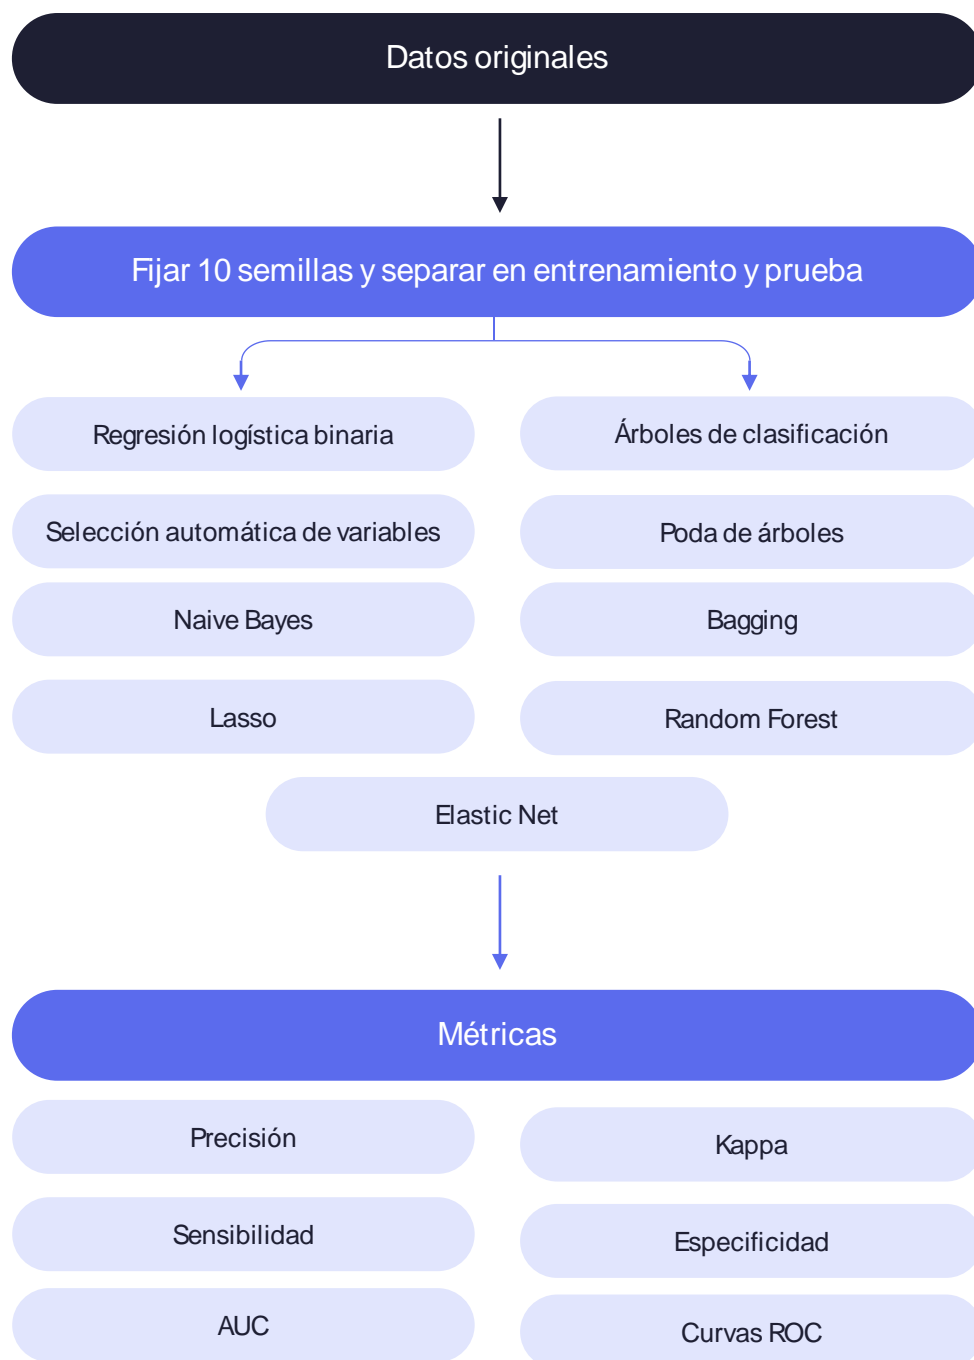 Datos originales
Fijar 10 semillas y separar en entrenamiento y prueba
Regresión logística binaria
Árboles de clasificación
Selección automática de variables
Poda de árboles
Naive Bayes
Bagging
Lasso
Random Forest
Elastic Net
Métricas
Precisión
Kappa
Sensibilidad
Especificidad
AUC
Curvas ROC